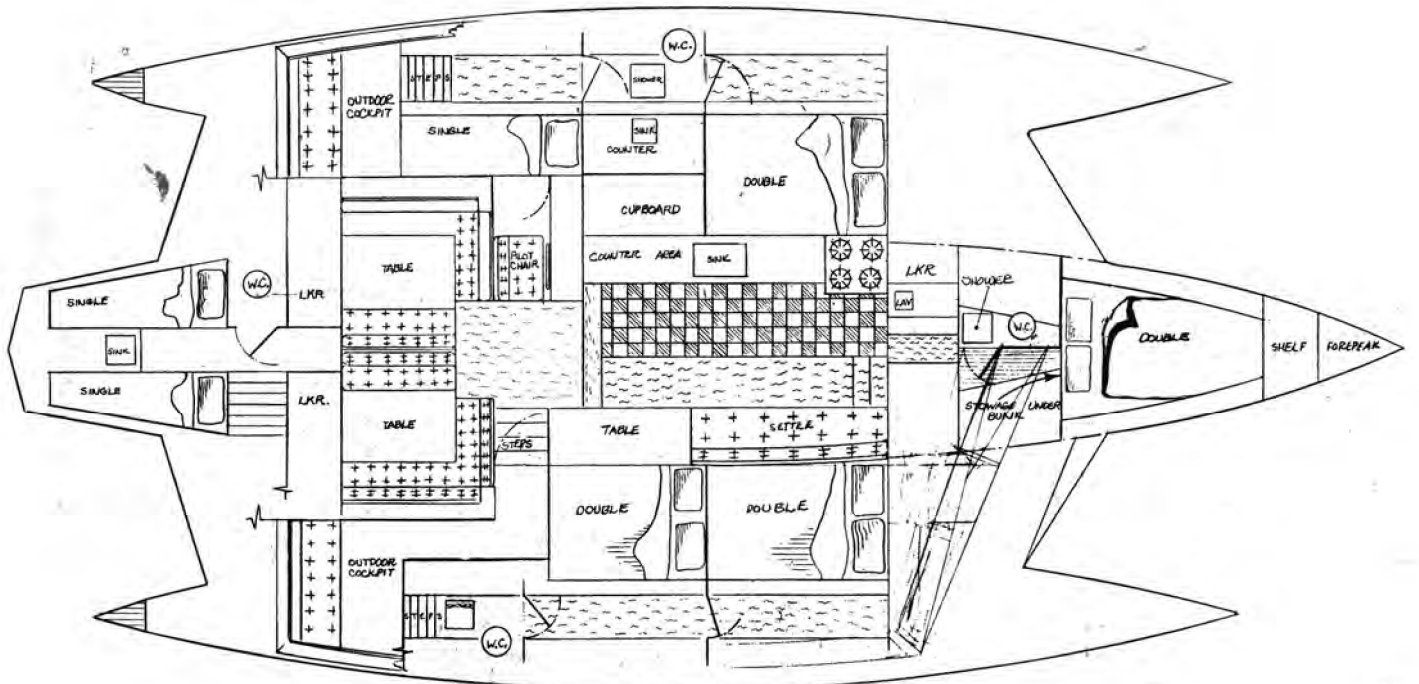 W.C.
STEPS
SHOWER
OUTDOOR
COCKPIT
SINGLE
SINK
COUNTER
DOUBLE
CUPBOARD
TABLE
PILOT
CHAIR
COUNTER AREA
SINK
LKR
SHOWER
SINGLE
W.C.
LKR
LAV
W.C.
DOUBLE
SHELF
FOREPEAK
SINK
SINGLE
LKR.
TABLE
STEPS
TABLE
SETTEE
STOWAGE UNDER
BUNK
DOUBLE
DOUBLE
OUTDOOR
COCKPIT
STEPS
W.C.